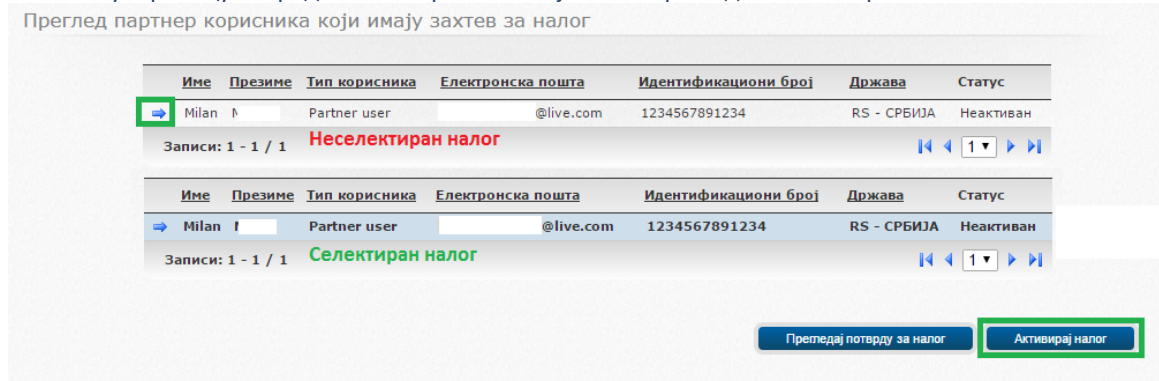 Преглед партнер корисника који имају захтев за налог
Име Презиме Тип корисника Електронска пошта Идентификациони број Држава Статус
Milan Partner user @live.com 1234567891234 RS - СРБИЈА Неактиван
Записи: 1 - 1 / 1 Неселектиран налог 1
Име Презиме Тип корисника Електронска пошта Идентификациони број Држава Статус
Milan Partner user @live.com 1234567891234 RS - СРБИЈА Неактиван
Записи: 1 - 1 / 1 Селектиран налог 1
Прегледај потврду за налог Активирај налог